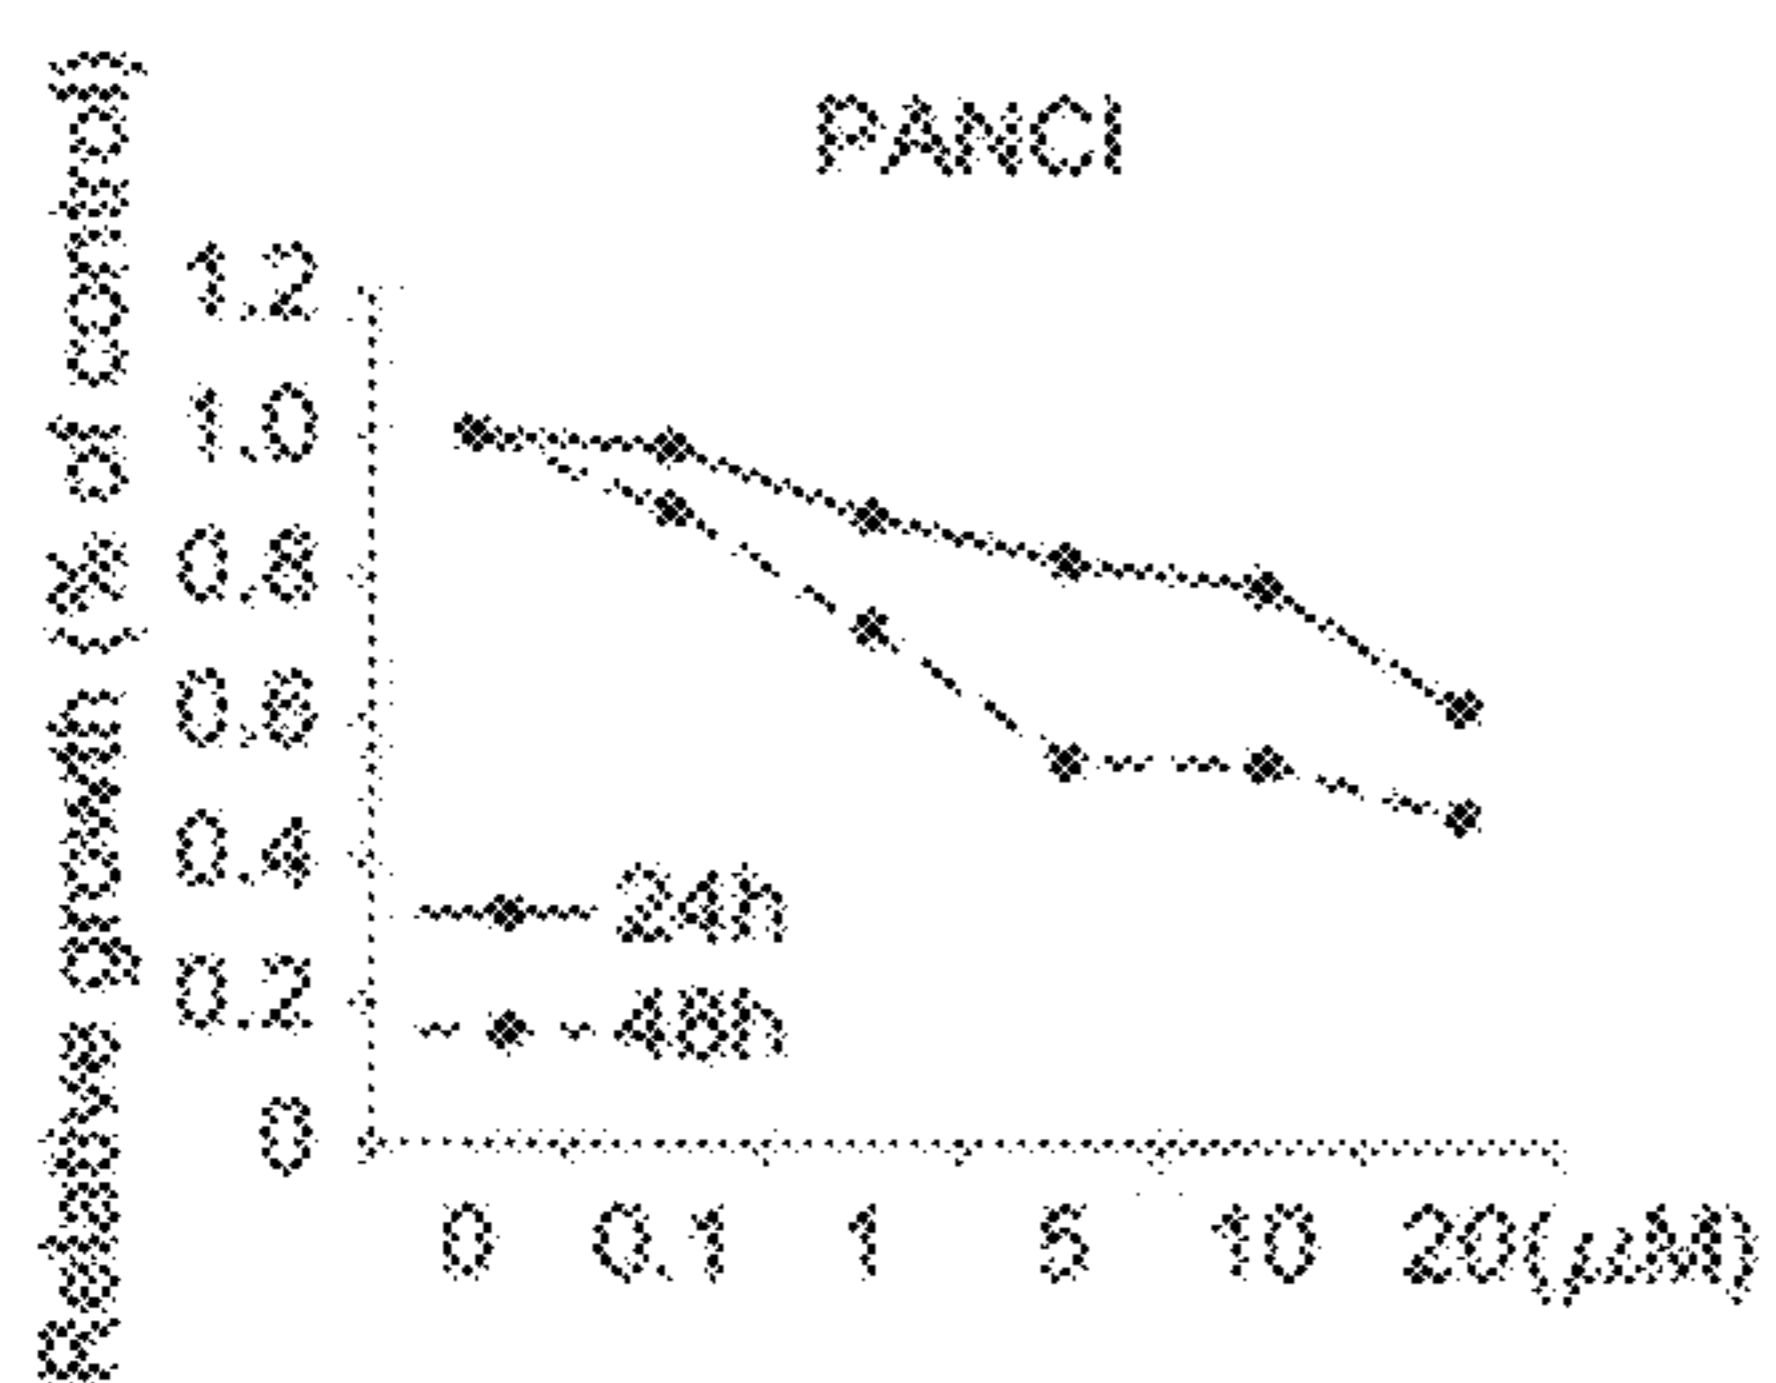 PANCI
Relative growth (% of control)
1.2
1.0
0.8
0.6
0.4
0.2
0
24h
48h
0 0.1 1 5 10 20(μM)